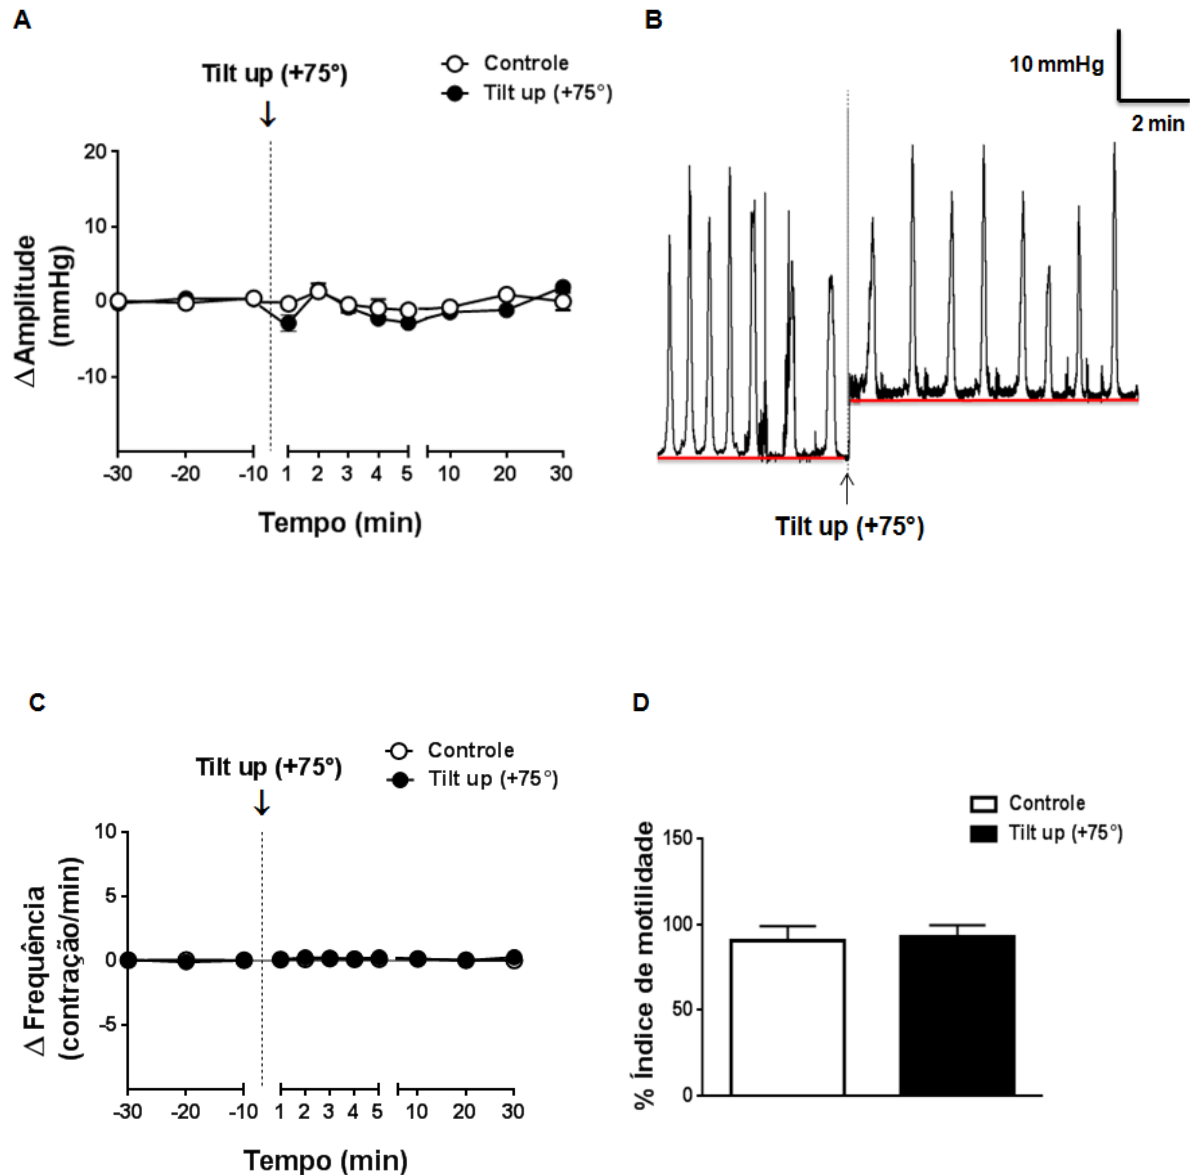 A
Tilt up (+75°)
Controle
Tilt up (+75°)
20
10
0
-10
Δ Amplitude
(mmHg)
-30
-20
-10
1
2
3
4
5
10
20
30
Tempo (min)
B
10 mmHg
2 min
Tilt up (+75°)
C
Tilt up (+75°)
Controle
Tilt up (+75°)
10
5
0
-5
Δ Frequência
(contração/min)
-30
-20
-10
1
2
3
4
5
10
20
30
Tempo (min)
D
Controle
Tilt up (+75°)
150
100
50
0
% Índice de motilidade